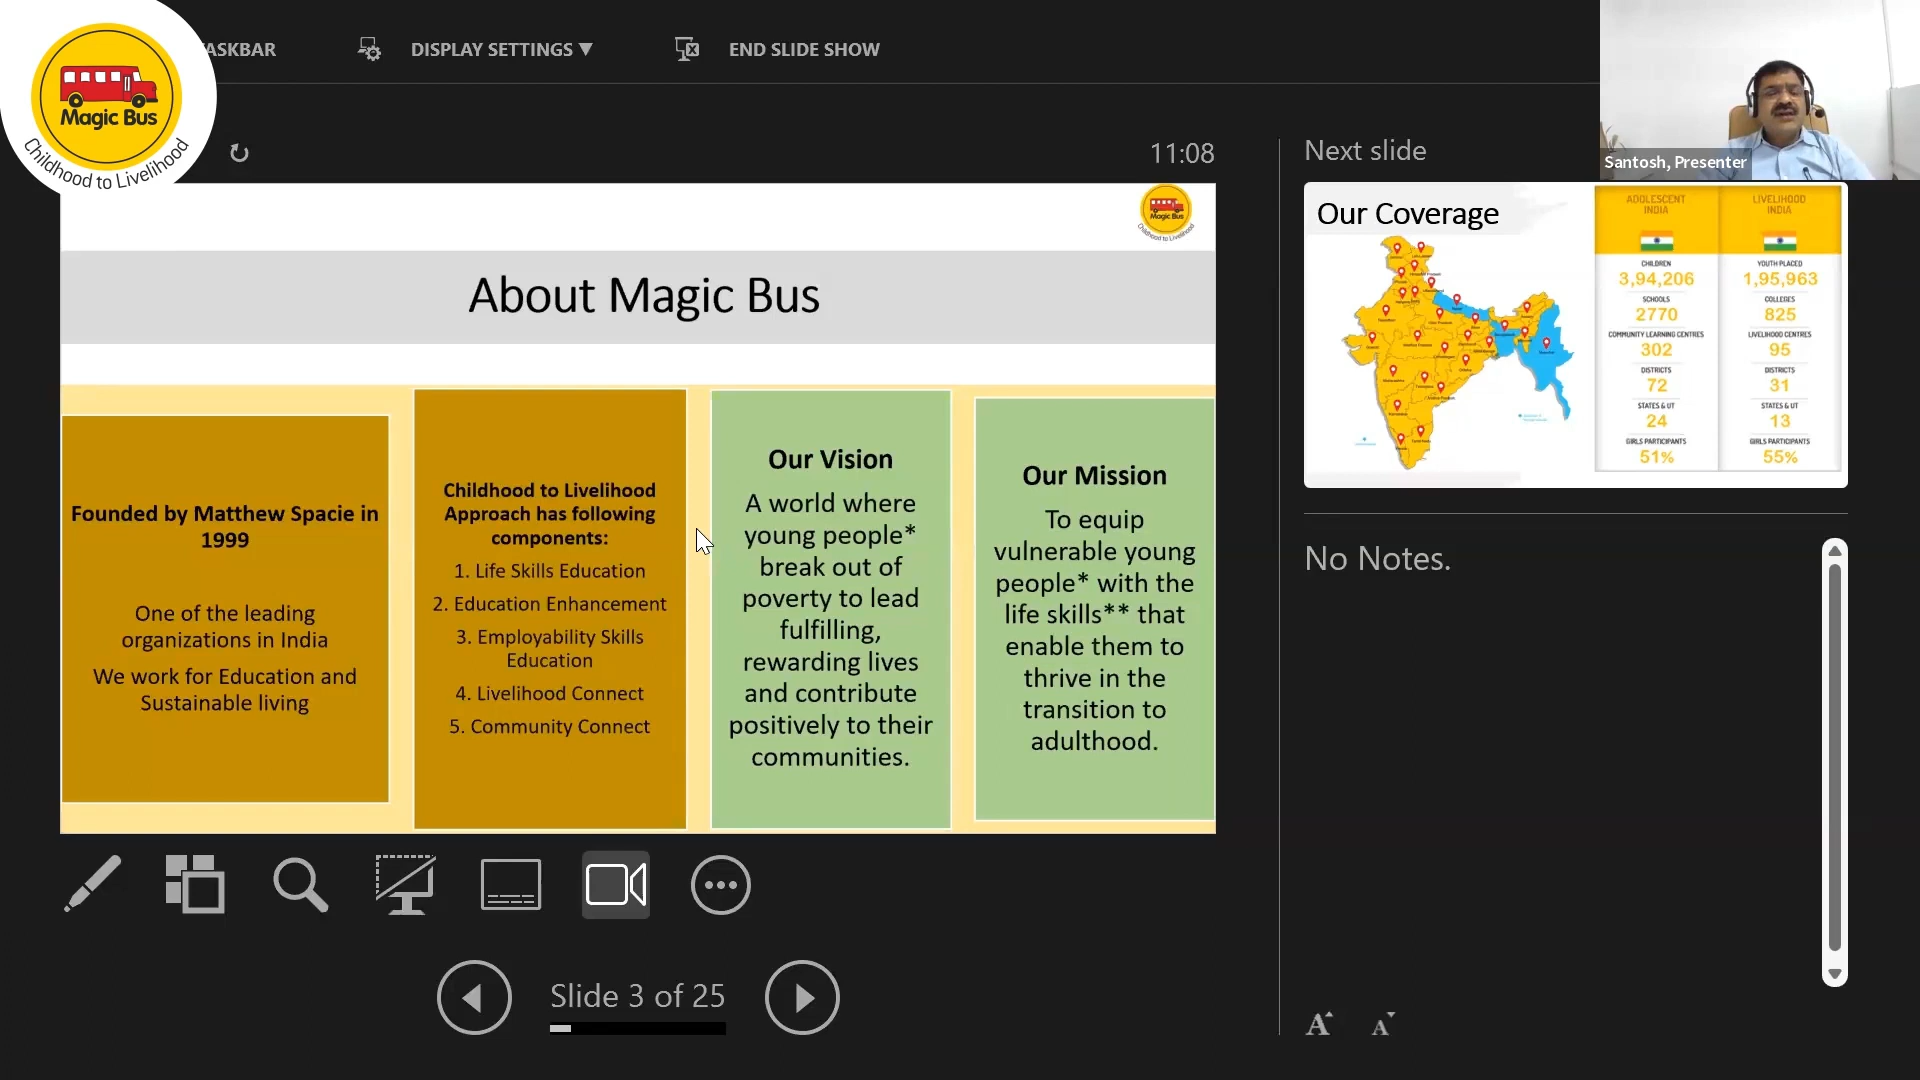 TASKBAR
DISPLAY SETTINGS ▼
END SLIDE SHOW
Magic Bus
Childhood to Livelihood
11:08
Next slide
Santosh, Presenter
Magic Bus
Childhood to Livelihood
About Magic Bus
Founded by Matthew Spacie in
1999
One of the leading
organizations in India
We work for Education and
Sustainable living
Childhood to Livelihood
Approach has following
components:
1. Life Skills Education
2. Education Enhancement
3. Employability Skills
Education
4. Livelihood Connect
5. Community Connect
Our Vision
A world where
young people*
break out of
poverty to lead
fulfilling,
rewarding lives
and contribute
positively to their
communities.
Our Mission
To equip
vulnerable young
people* with the
life skills** that
enable them to
thrive in the
transition to
adulthood.
Our Coverage
ADOLESCENT
INDIA
CHILDREN
3,94,206
SCHOOLS
2770
COMMUNITY LEARNING CENTRES
302
DISTRICTS
72
STATES & UT
24
GIRLS PARTICIPANTS
51%
LIVELIHOOD
INDIA
YOUTH PLACED
1,95,963
COLLEGES
825
LIVELIHOOD CENTRES
95
DISTRICTS
31
STATES & UT
13
GIRLS PARTICIPANTS
55%
No Notes.
Slide 3 of 25
A A